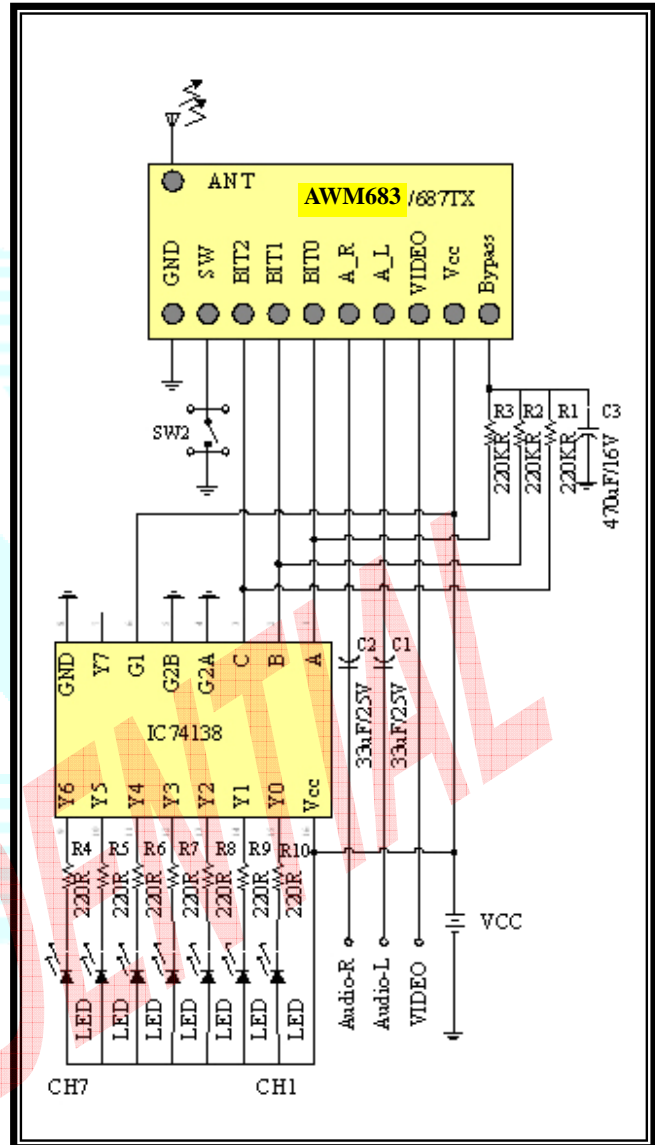 ANT
AWM683 /687TX
GND
SW
BIT2
BIT1
BIT0
A_R
A_L
VIDEO
Vcc
Bypass
SW2
R3
220KR
R2
220KR
R1
220KR
C3
470uF/16V
GND
Y7
G1
G2B
G2A
C
B
A
IC74138
Y6
Y5
Y4
Y3
Y2
Y1
Y0
Vcc
C2
33uF/25V
C1
33uF/25V
R4
220R
R5
220R
R6
220R
R7
220R
R8
220R
R9
220R
R10
220R
LED
LED
LED
LED
LED
LED
LED
CH7
CH1
Audio-R
Audio-L
VIDEO
VCC
DENTIAL